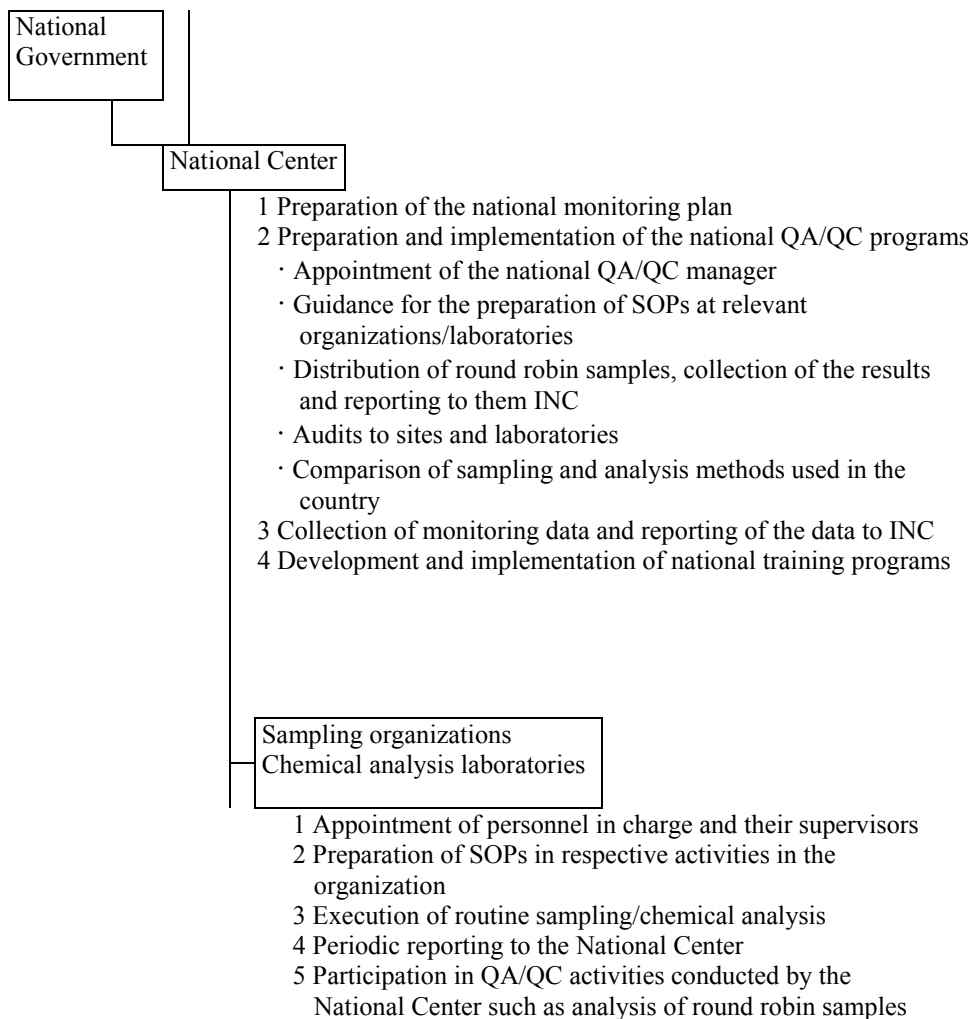 National
Government
National Center
1 Preparation of the national monitoring plan
2 Preparation and implementation of the national QA/QC programs
・Appointment of the national QA/QC manager
・Guidance for the preparation of SOPs at relevant
organizations/laboratories
・Distribution of round robin samples, collection of the results
and reporting to them INC
・Audits to sites and laboratories
・Comparison of sampling and analysis methods used in the
country
3 Collection of monitoring data and reporting of the data to INC
4 Development and implementation of national training programs
Sampling organizations
Chemical analysis laboratories
1 Appointment of personnel in charge and their supervisors
2 Preparation of SOPs in respective activities in the
organization
3 Execution of routine sampling/chemical analysis
4 Periodic reporting to the National Center
5 Participation in QA/QC activities conducted by the
National Center such as analysis of round robin samples